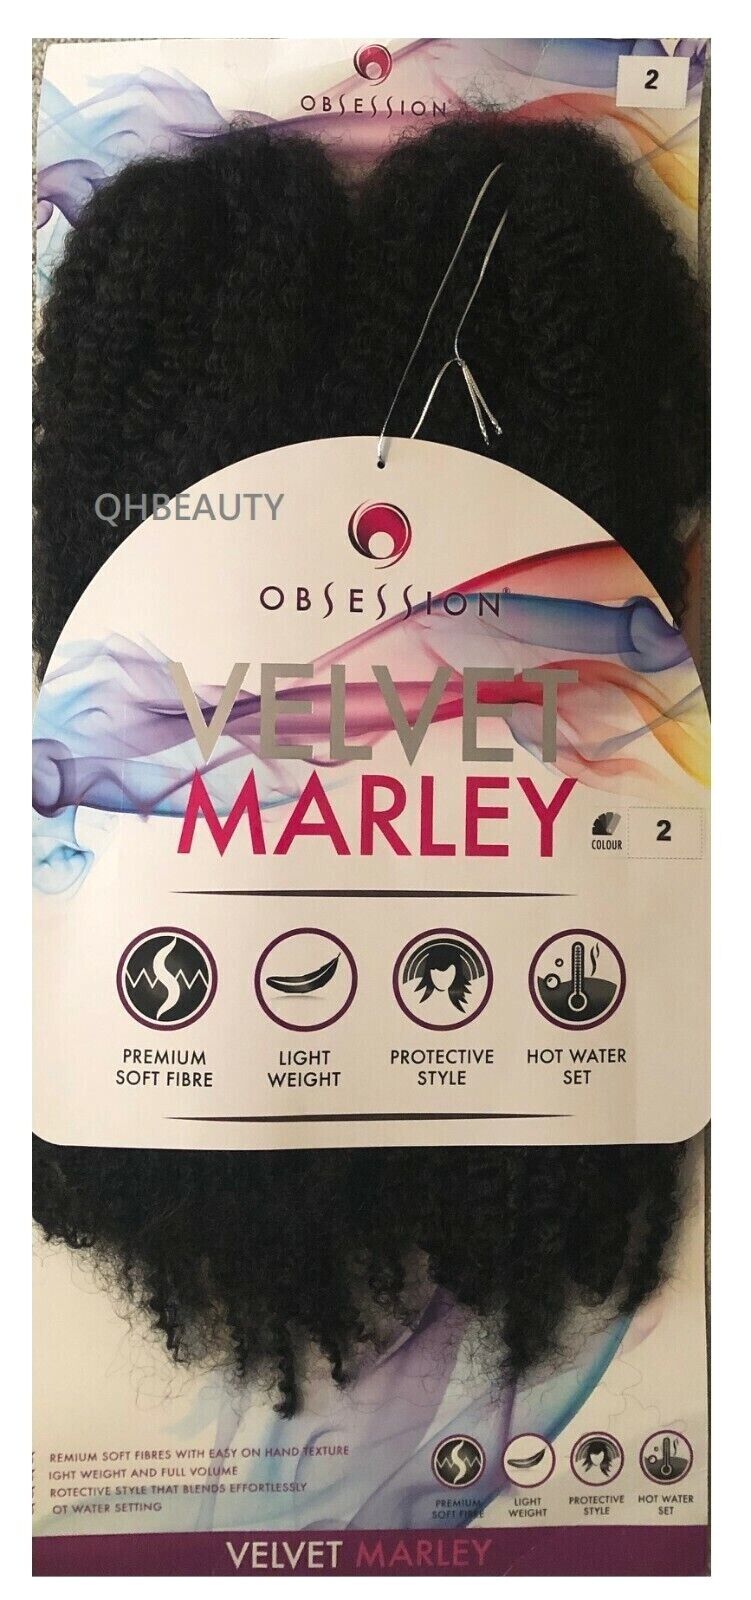 OBSESSION
2
QHBEAUTY
OBSESSION®
VELVET
MARLEY
COLOUR
2
PREMIUM
SOFT FIBRE
LIGHT
WEIGHT
PROTECTIVE
STYLE
HOT WATER
SET
REMIUM SOFT FIBRES WITH EASY ON HAND TEXTURE
IGHT WEIGHT AND FULL VOLUME
ROTECTIVE STYLE THAT BLENDS EFFORTLESSLY
OT WATER SETTING
PREMIUM
SOFT FIBRE
LIGHT
WEIGHT
PROTECTIVE
STYLE
HOT WATER
SET
VELVET MARLEY